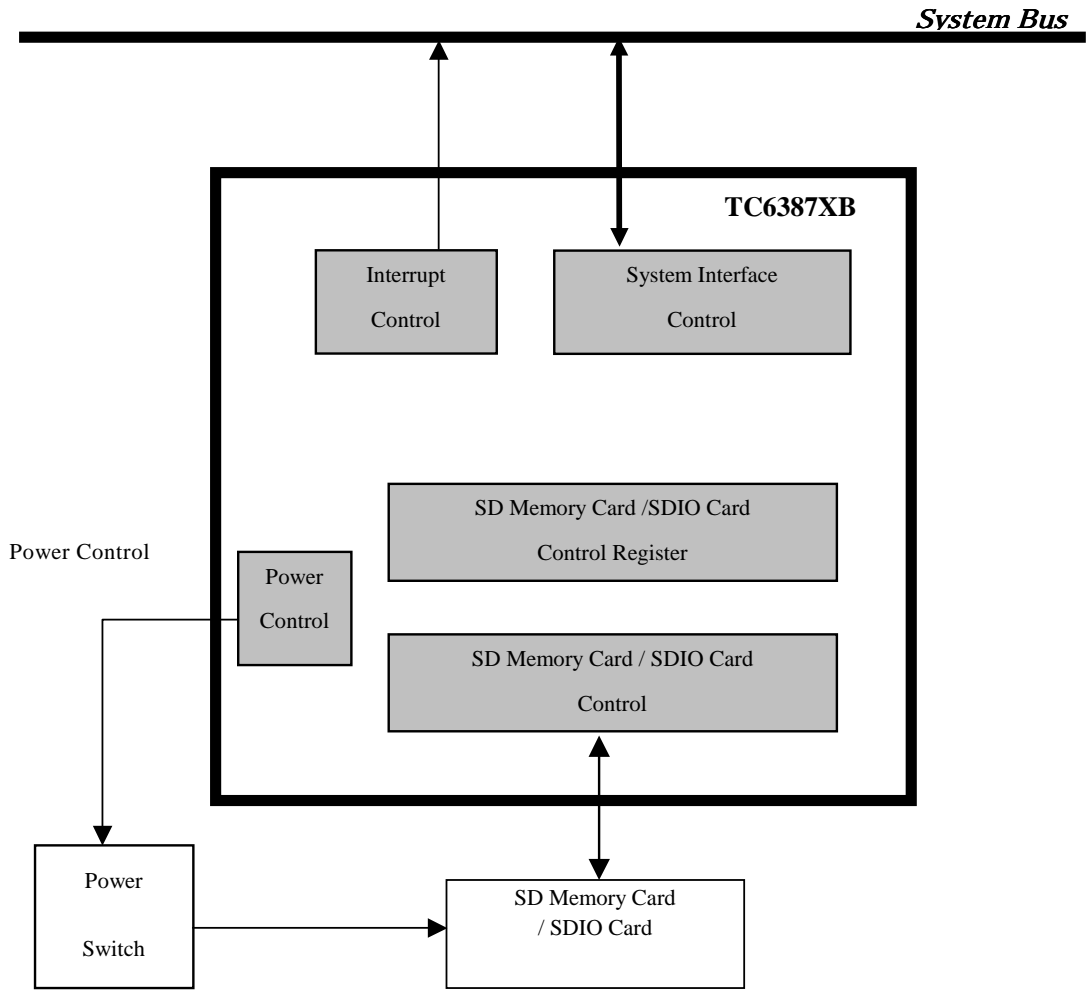 System Bus
TC6387XB
Interrupt
Control
System Interface
Control
SD Memory Card /SDIO Card
Control Register
Power Control
Power
Control
SD Memory Card / SDIO Card
Control
Power
Switch
SD Memory Card
/ SDIO Card